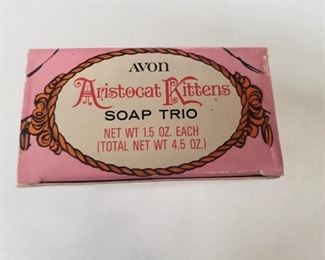 AVON
Aristocat Kittens
SOAP TRIO
NET WT 1.5 OZ. EACH
(TOTAL NET WT 4.5 OZ.)